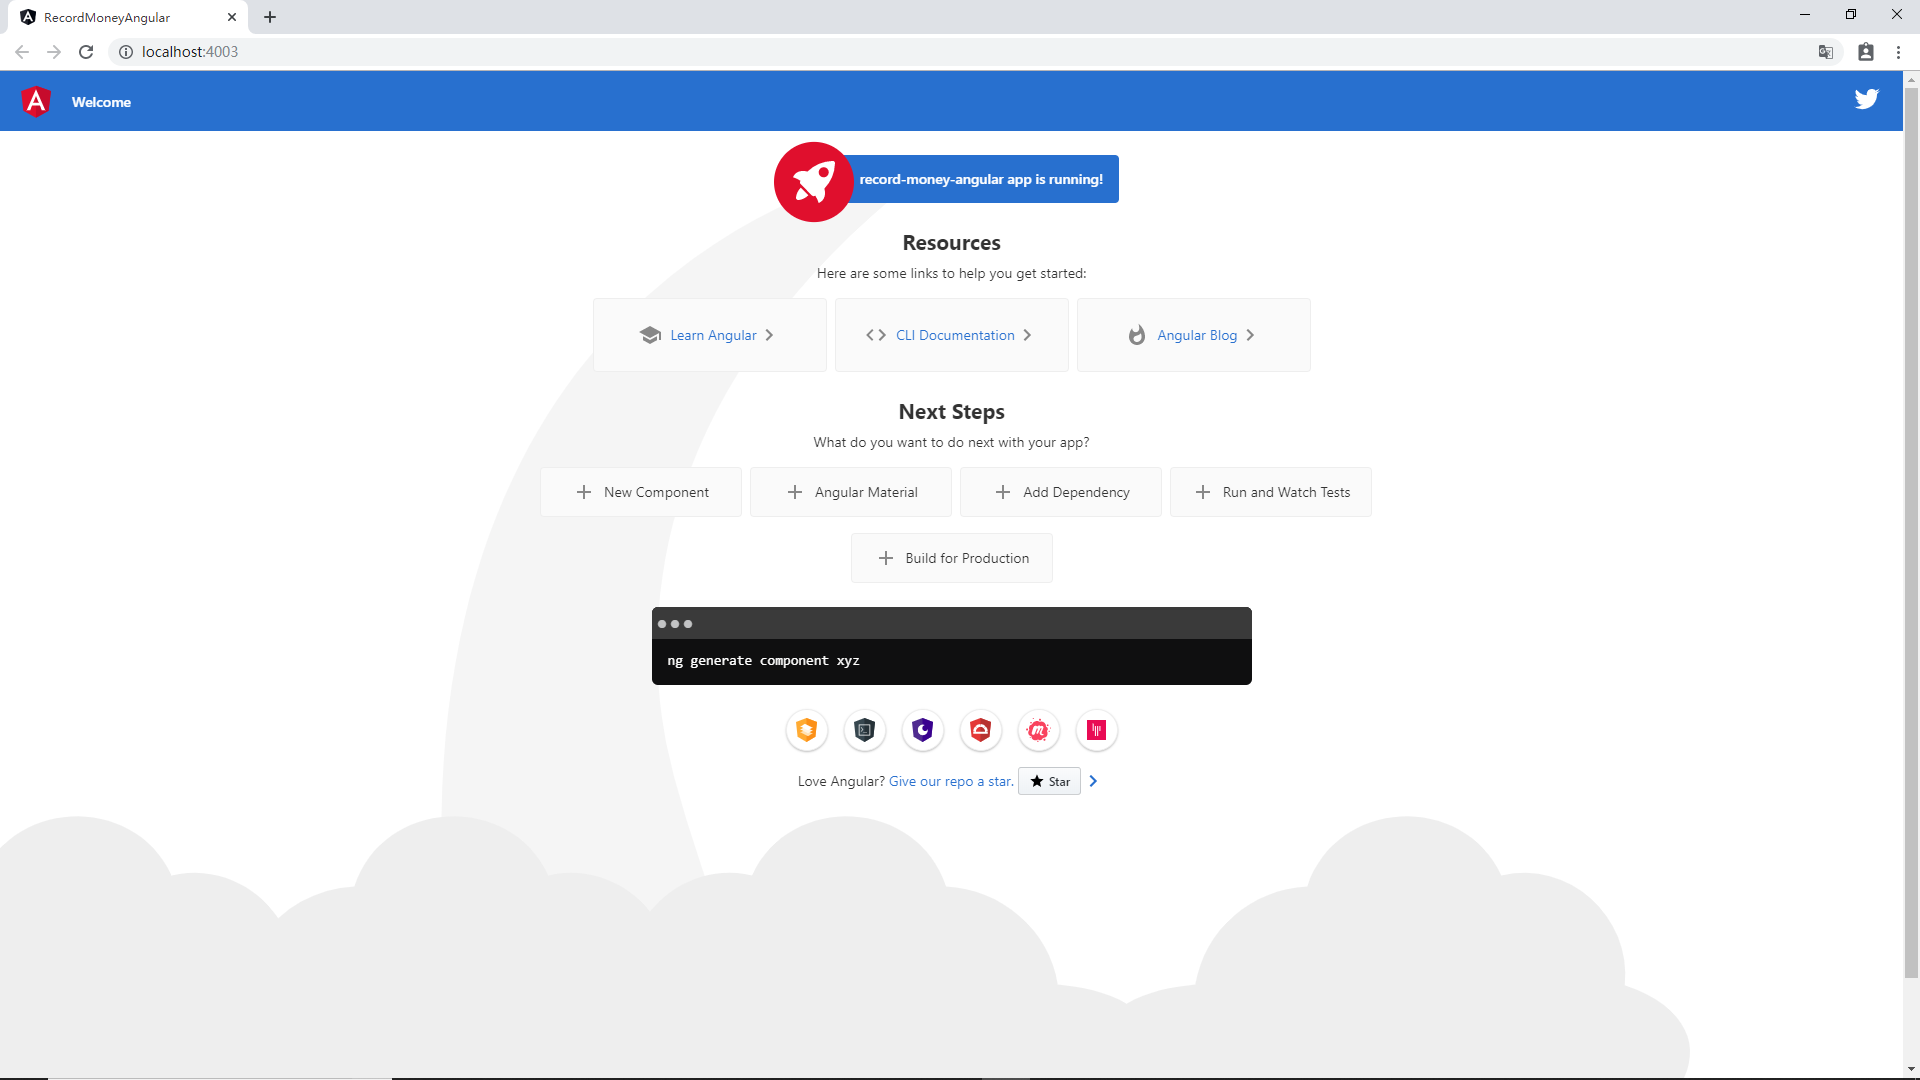 RecordMoneyAngular
localhost:4003
Welcome
record-money-angular app is running!
Resources
Here are some links to help you get started:
Learn Angular
CLI Documentation
Angular Blog
Next Steps
What do you want to do next with your app?
New Component
Angular Material
Add Dependency
Run and Watch Tests
Build for Production
ng generate component xyz
Love Angular? Give our repo a star. Star